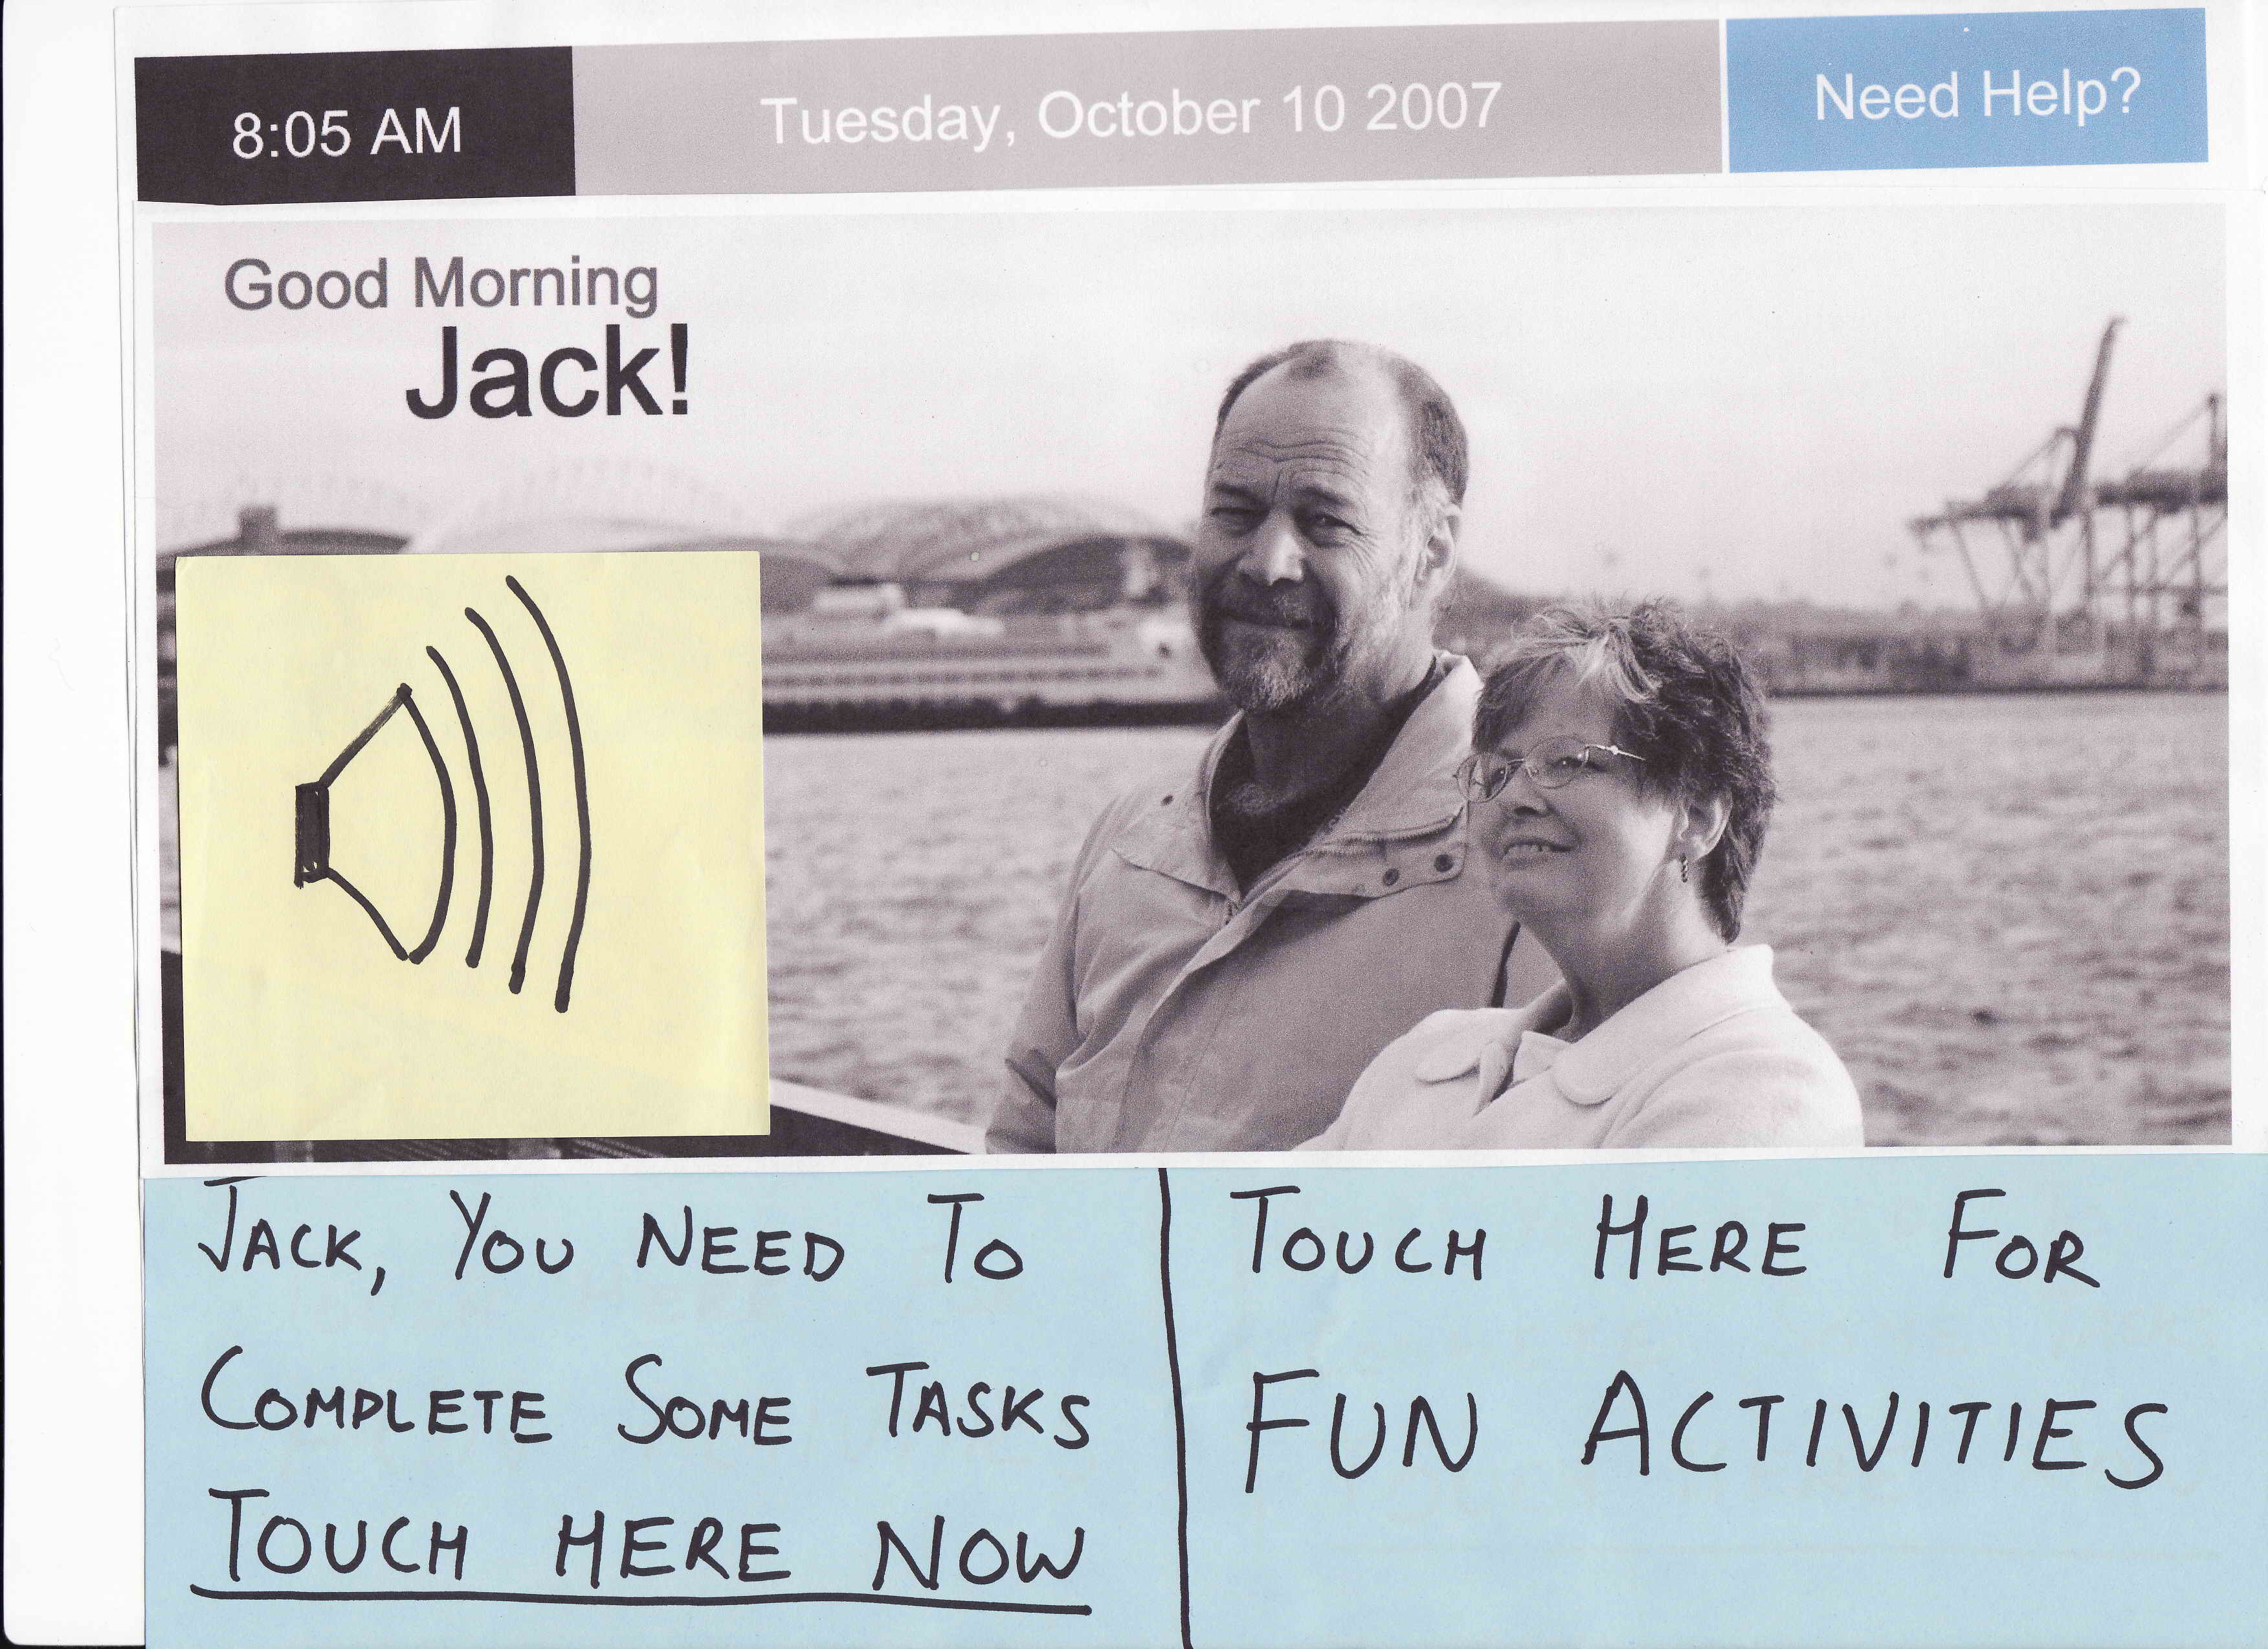 8:05 AM
Tuesday, October 10 2007
Need Help?
Good Morning
Jack!
JACK, YOU NEED TO
COMPLETE SOME TASKS
TOUCH HERE NOW
TOUCH HERE FOR
FUN ACTIVITIES